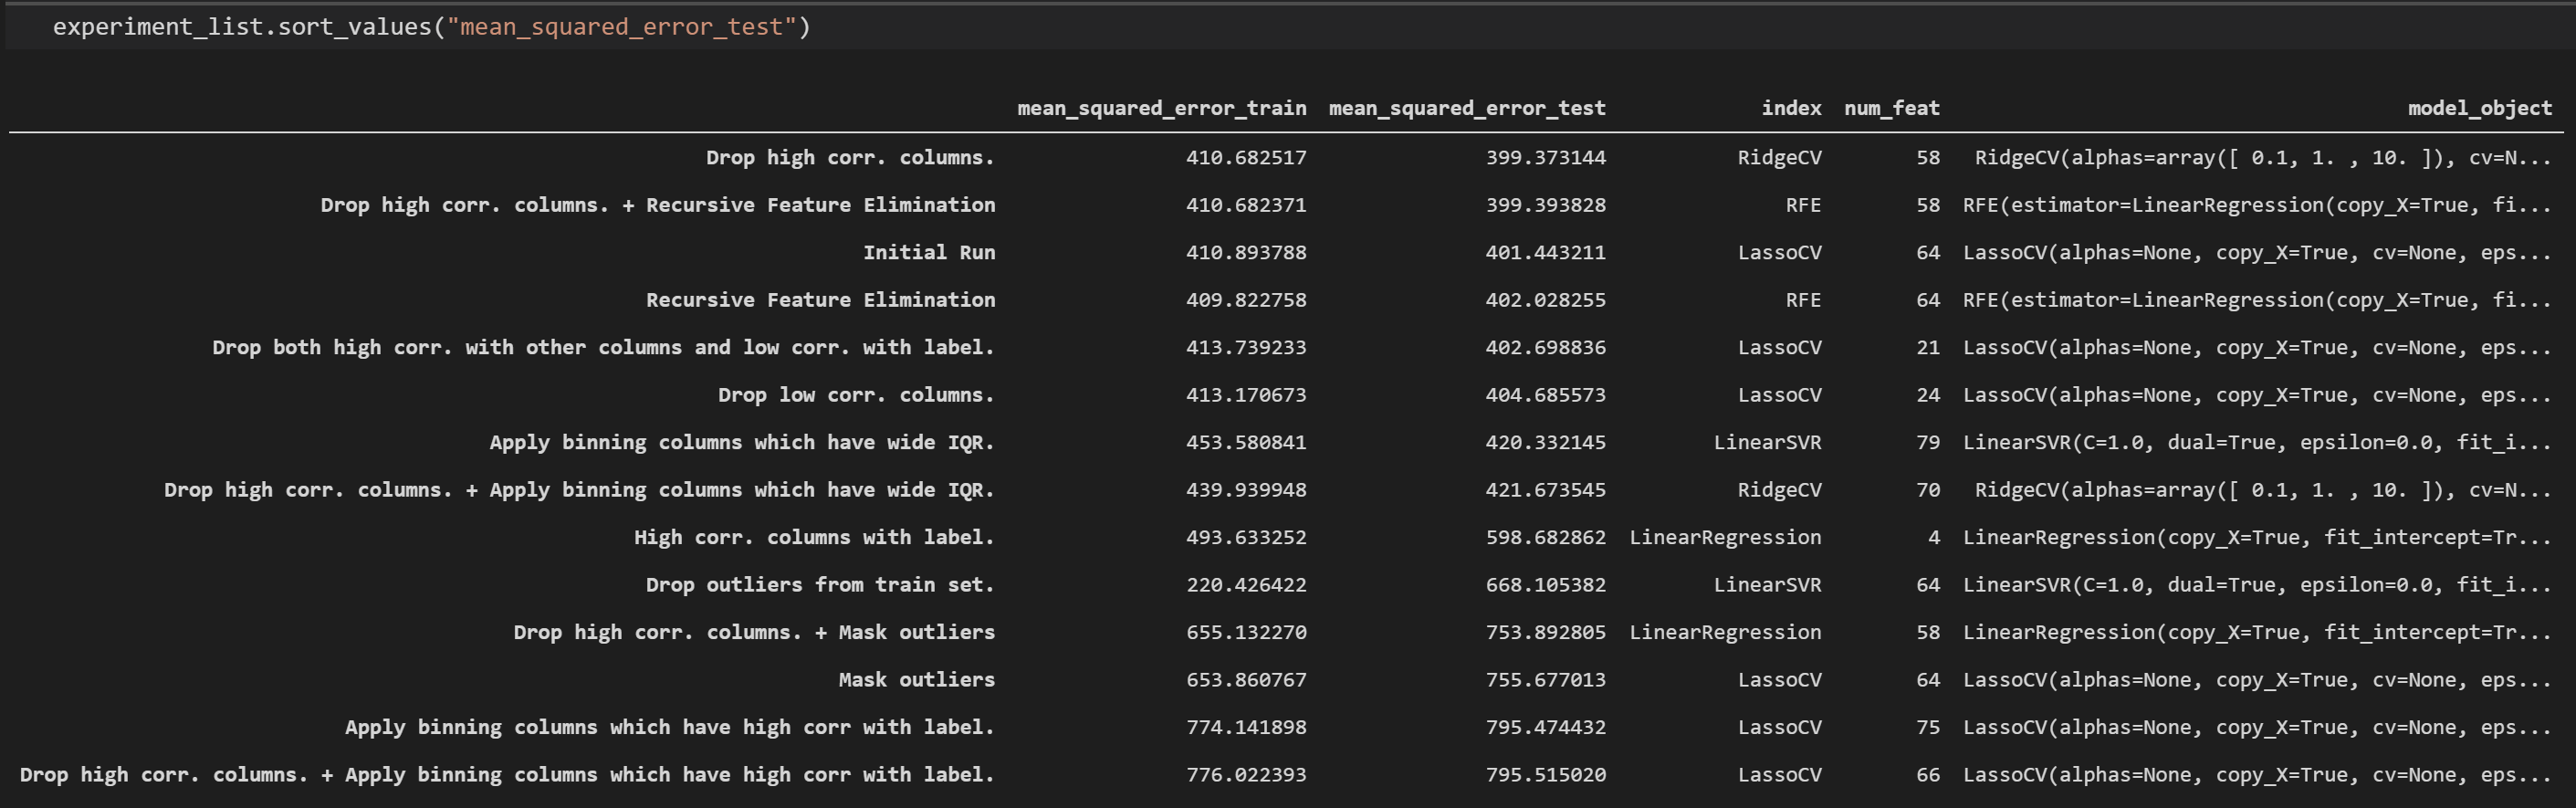 experiment_list.sort_values("mean_squared_error_test")
mean_squared_error_train mean_squared_error_test index num_feat model_object
Drop high corr. columns. 410.682517 399.373144 RidgeCV 58 RidgeCV(alphas=array([ 0.1, 1. , 10. ]), cv=N...
Drop high corr. columns. + Recursive Feature Elimination 410.682371 399.393828 RFE 58 RFE(estimator=LinearRegression(copy_X=True, fi...
Initial Run 410.893788 401.443211 LassoCV 64 LassoCV(alphas=None, copy_X=True, cv=None, eps...
Recursive Feature Elimination 409.822758 402.028255 RFE 64 RFE(estimator=LinearRegression(copy_X=True, fi...
Drop both high corr. with other columns and low corr. with label. 413.739233 402.698836 LassoCV 21 LassoCV(alphas=None, copy_X=True, cv=None, eps...
Drop low corr. columns. 413.170673 404.685573 LassoCV 24 LassoCV(alphas=None, copy_X=True, cv=None, eps...
Apply binning columns which have wide IQR. 453.580841 420.332145 LinearSVR 79 LinearSVR(C=1.0, dual=True, epsilon=0.0, fit_i...
Drop high corr. columns. + Apply binning columns which have wide IQR. 439.939948 421.673545 RidgeCV 70 RidgeCV(alphas=array([ 0.1, 1. , 10. ]), cv=N...
High corr. columns with label. 493.633252 598.682862 LinearRegression 4 LinearRegression(copy_X=True, fit_intercept=Tr...
Drop outliers from train set. 220.426422 668.105382 LinearSVR 64 LinearSVR(C=1.0, dual=True, epsilon=0.0, fit_i...
Drop high corr. columns. + Mask outliers 655.132270 753.892805 LinearRegression 58 LinearRegression(copy_X=True, fit_intercept=Tr...
Mask outliers 653.860767 755.677013 LassoCV 64 LassoCV(alphas=None, copy_X=True, cv=None, eps...
Apply binning columns which have high corr with label. 774.141898 795.474432 LassoCV 75 LassoCV(alphas=None, copy_X=True, cv=None, eps...
Drop high corr. columns. + Apply binning columns which have high corr with label. 776.022393 795.515020 LassoCV 66 LassoCV(alphas=None, copy_X=True, cv=None, eps...